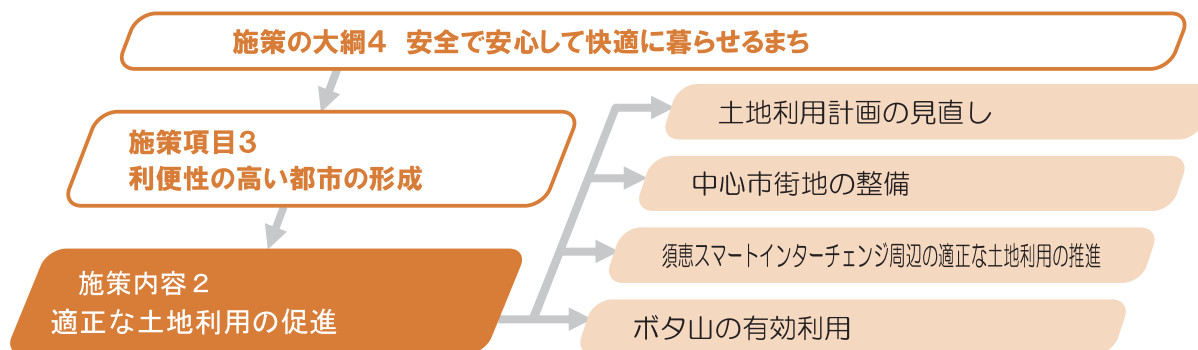 施策の大綱4 安全で安心して快適に暮らせるまち
施策項目3
利便性の高い都市の形成
施策内容2
適正な土地利用の促進
土地利用計画の見直し
中心市街地の整備
須恵スマートインターチェンジ周辺の適正な土地利用の推進
ボタ山の有効利用